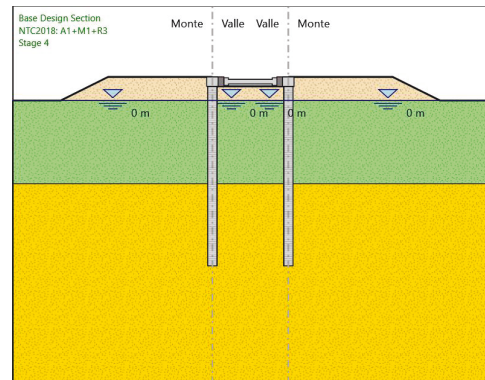 Base Design Section
NTC2018: A1+M1+R3
Stage 4
Monte Valle Valle Monte
0 m 0 m 0 m 0 m